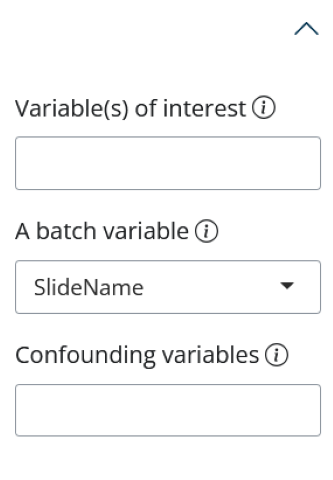 Variable(s) of interest
A batch variable
SlideName
Confounding variables